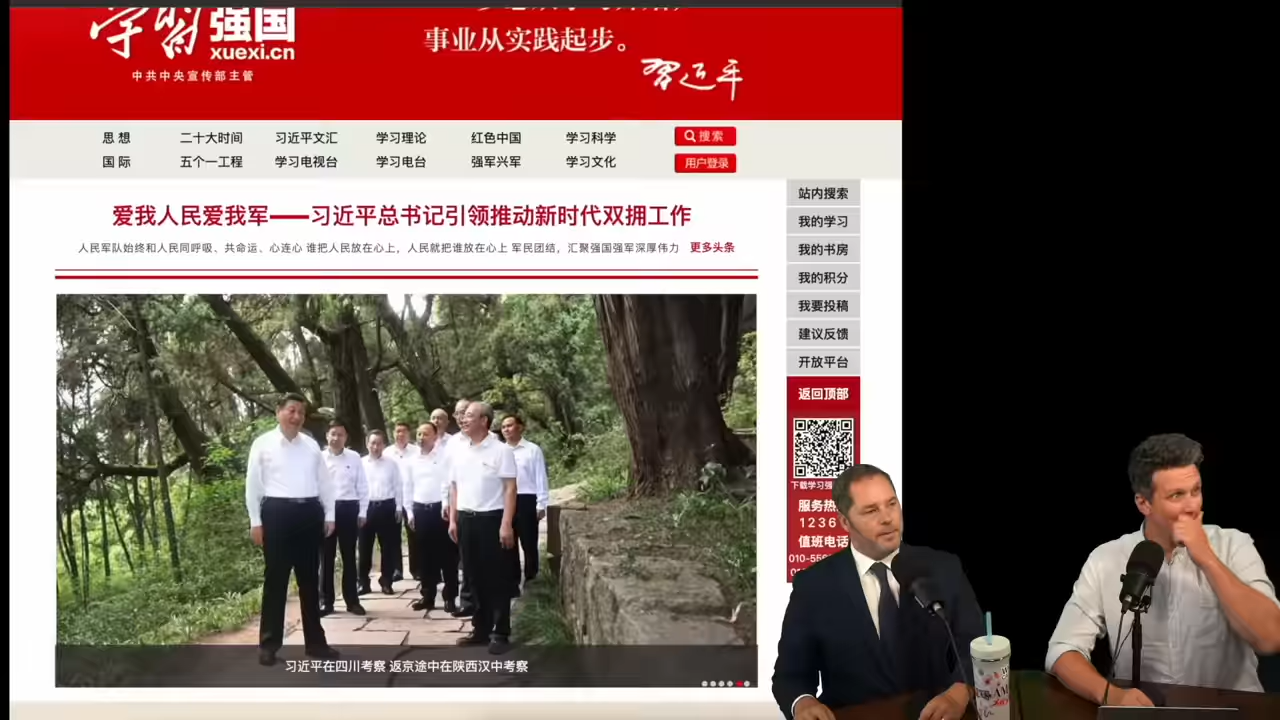 学习强国
xuexi.cn
中共中央宣传部主管
事业从实践起步。
习近平
思想 二十大时间 习近平文汇 学习理论 红色中国 学习科学 搜索
国际 五个一工程 学习电视台 学习电台 强军兴军 学习文化 用户登录
爱我人民爱我军——习近平总书记引领推动新时代双拥工作
人民军队始终和人民同呼吸、共命运、心连心 谁把人民放在心上，人民就把谁放在心上 军民团结，汇聚强国强军深厚伟力 更多头条
习近平在四川考察 返京途中在陕西汉中考察
站内搜索
我的学习
我的书房
我的积分
我要投稿
建议反馈
开放平台
返回顶部
下载学习强
服务热
1236
值班电话